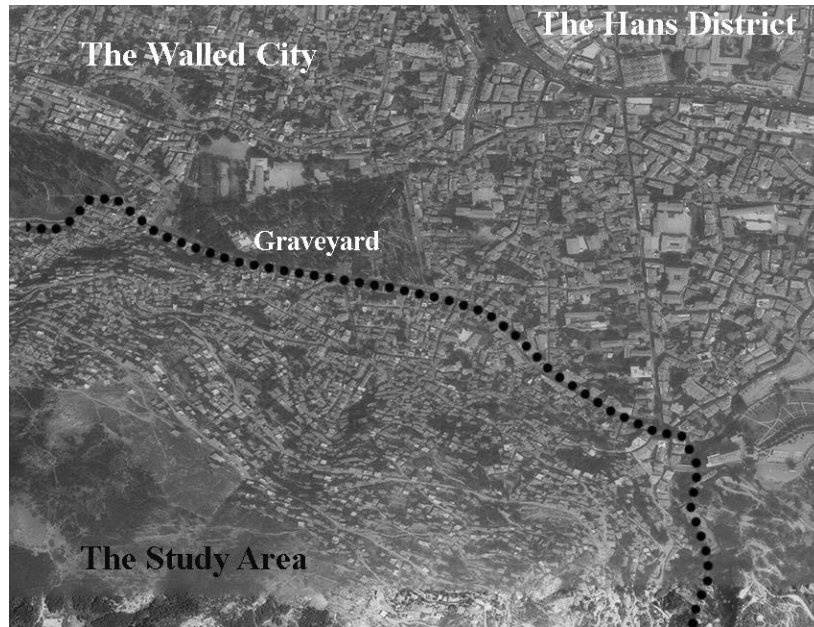 The Hans District
The Walled City
Graveyard
The Study Area